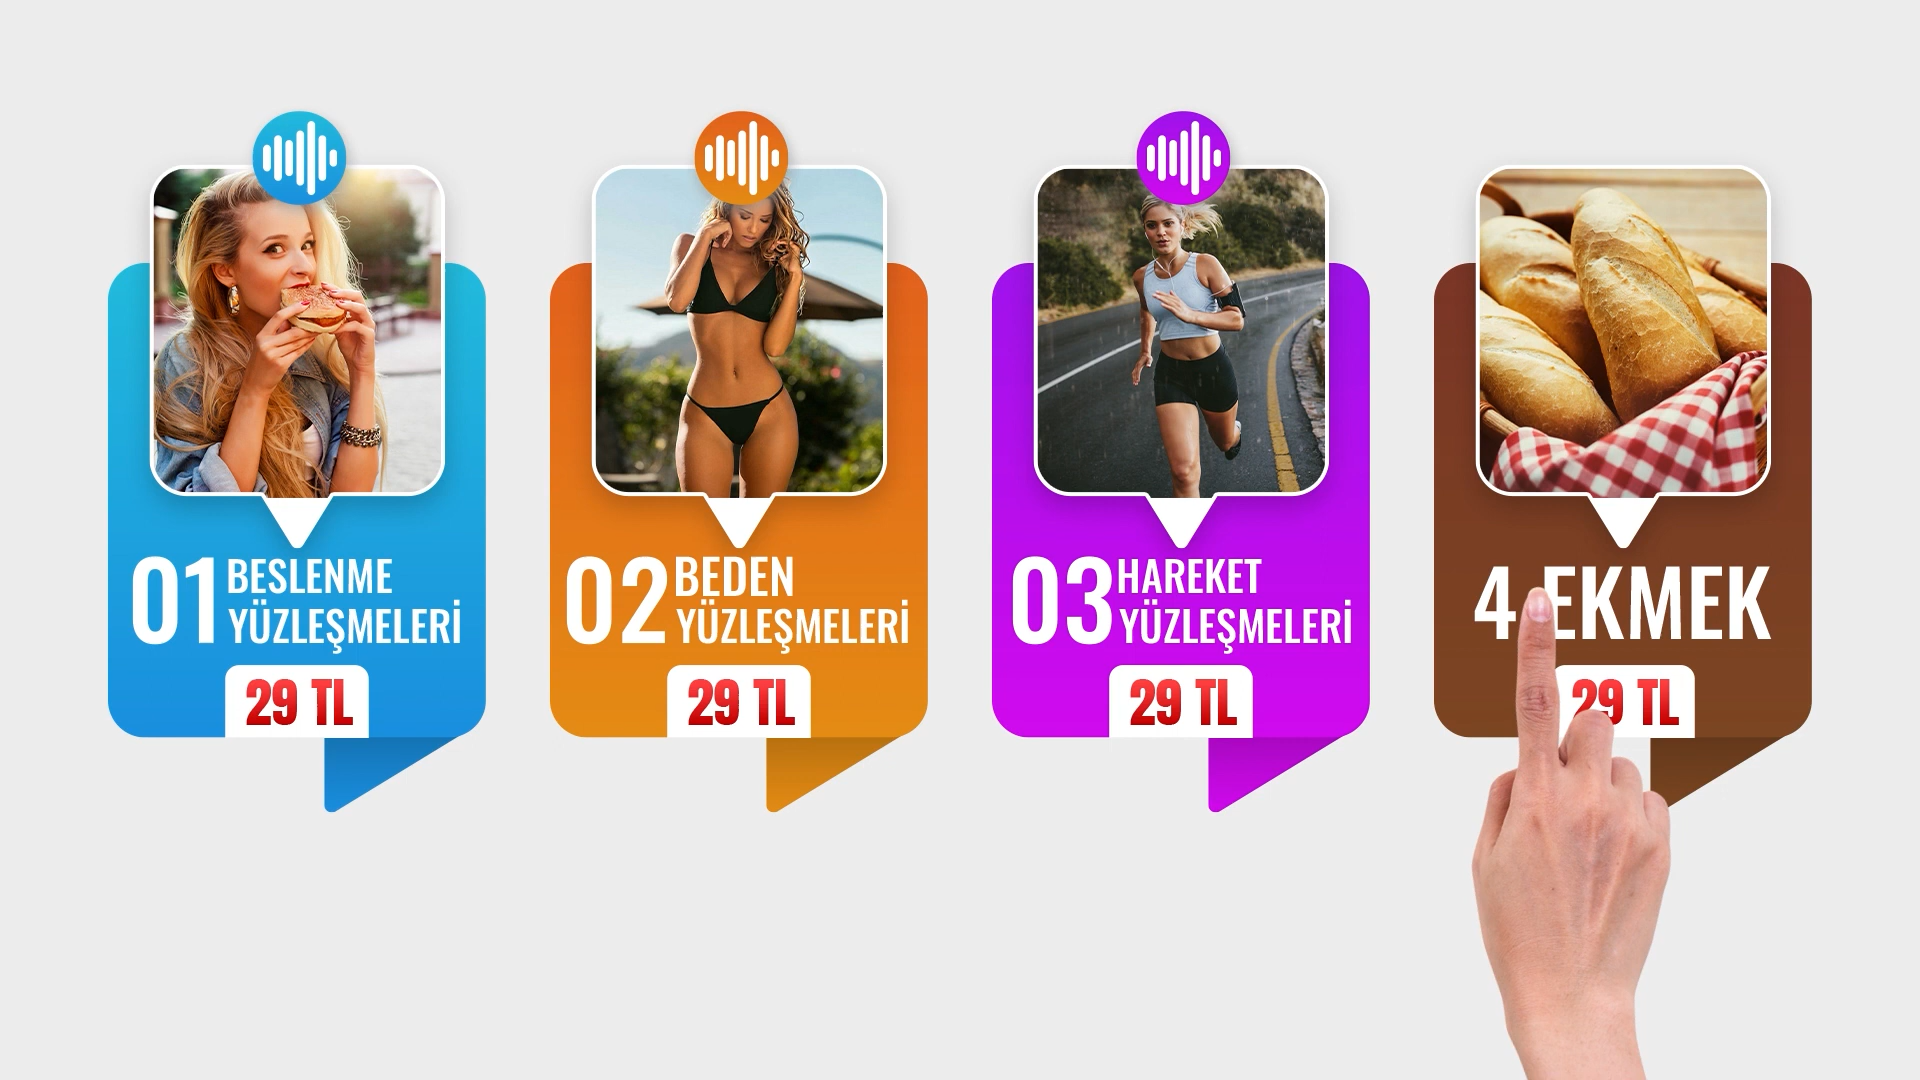 01 BESLENME
YÜZLEŞMELERİ
29 TL
02 BEDEN
YÜZLEŞMELERİ
29 TL
03 HAREKET
YÜZLEŞMELERİ
29 TL
4 EKMEK
29 TL